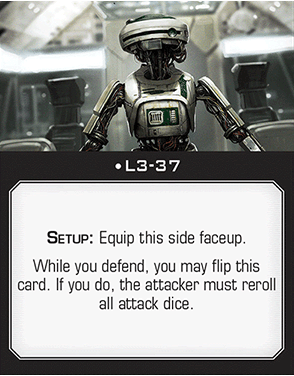 •L3-37
SETUP: Equip this side faceup.
While you defend, you may flip this
card. If you do, the attacker must reroll
all attack dice.